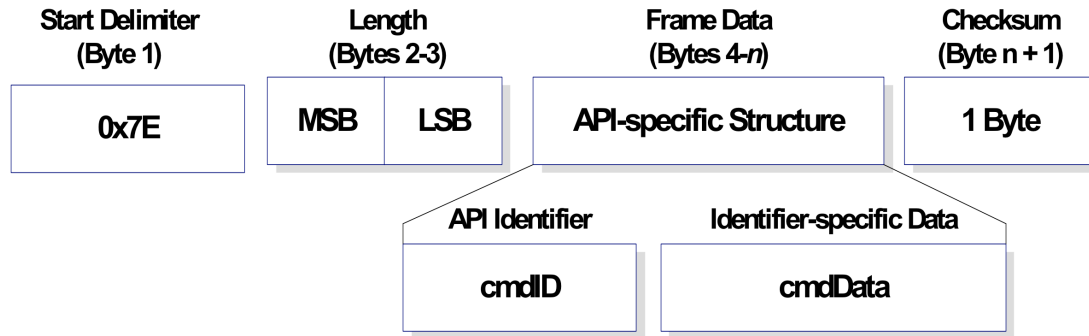 Start Delimiter
(Byte 1)
Length
(Bytes 2-3)
Frame Data
(Bytes 4-n)
Checksum
(Byte n + 1)
0x7E
MSB
LSB
API-specific Structure
1 Byte
API Identifier
Identifier-specific Data
cmdID
cmdData